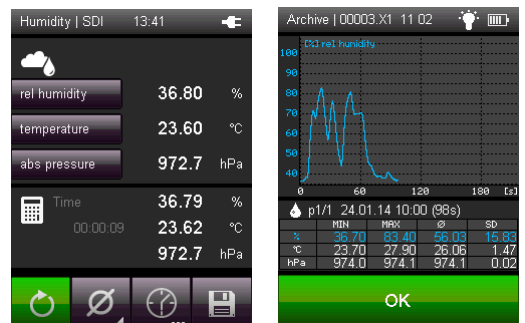 Humidity | SDI 13:41
rel humidity 36.80 %
temperature 23.60 °C
abs pressure 972.7 hPa
Time 36.79 %
00:00:09 23.62 °C
972.7 hPa
Archive | 00003.X1 11 02
[%] rel hunidity
100
90
80
70
60
50
40
0 60 120 180 [s]
p1/1 24.01.14 10:00 (98s)
MIN MAX Ø SD
% 36.70 83.40 56.03 15.83
°C 23.70 27.90 26.06 1.47
hPa 974.0 974.1 974.1 0.02
OK